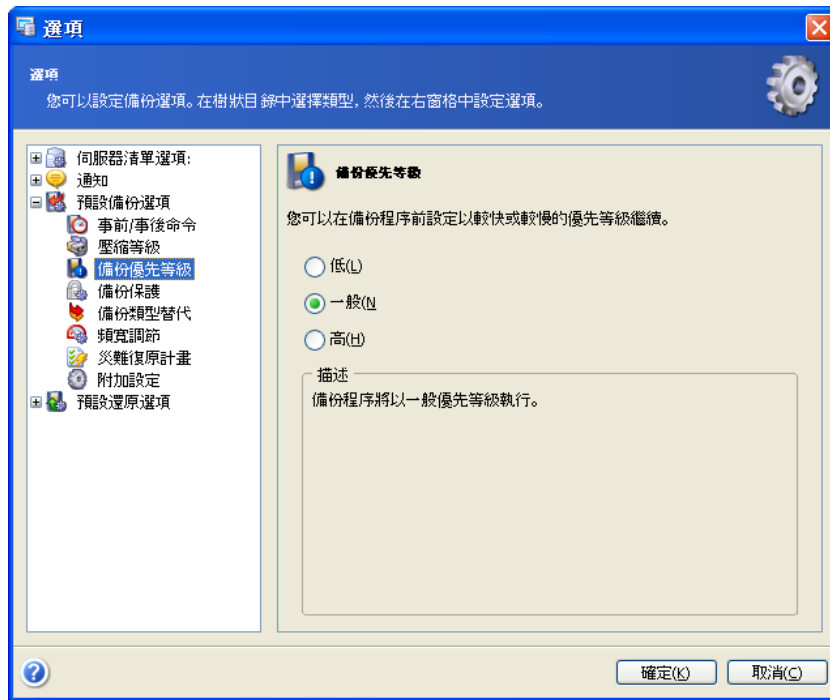 選項
選項
您可以設定備份選項。在樹狀目錄中選擇類型, 然後在右窗格中設定選項。
伺服器清單選項:
通知
預設備份選項
事前/事後命令
壓縮等級
備份優先等級
備份保護
備份類型替代
頻寬調節
災難復原計畫
附加設定
預設還原選項
備份優先等級
您可以在備份程序前設定以較快或較慢的優先等級繼續。
低(L)
一般(N
高(H)
描述
備份程序將以一般優先等級執行。
確定(K)
取消(C)